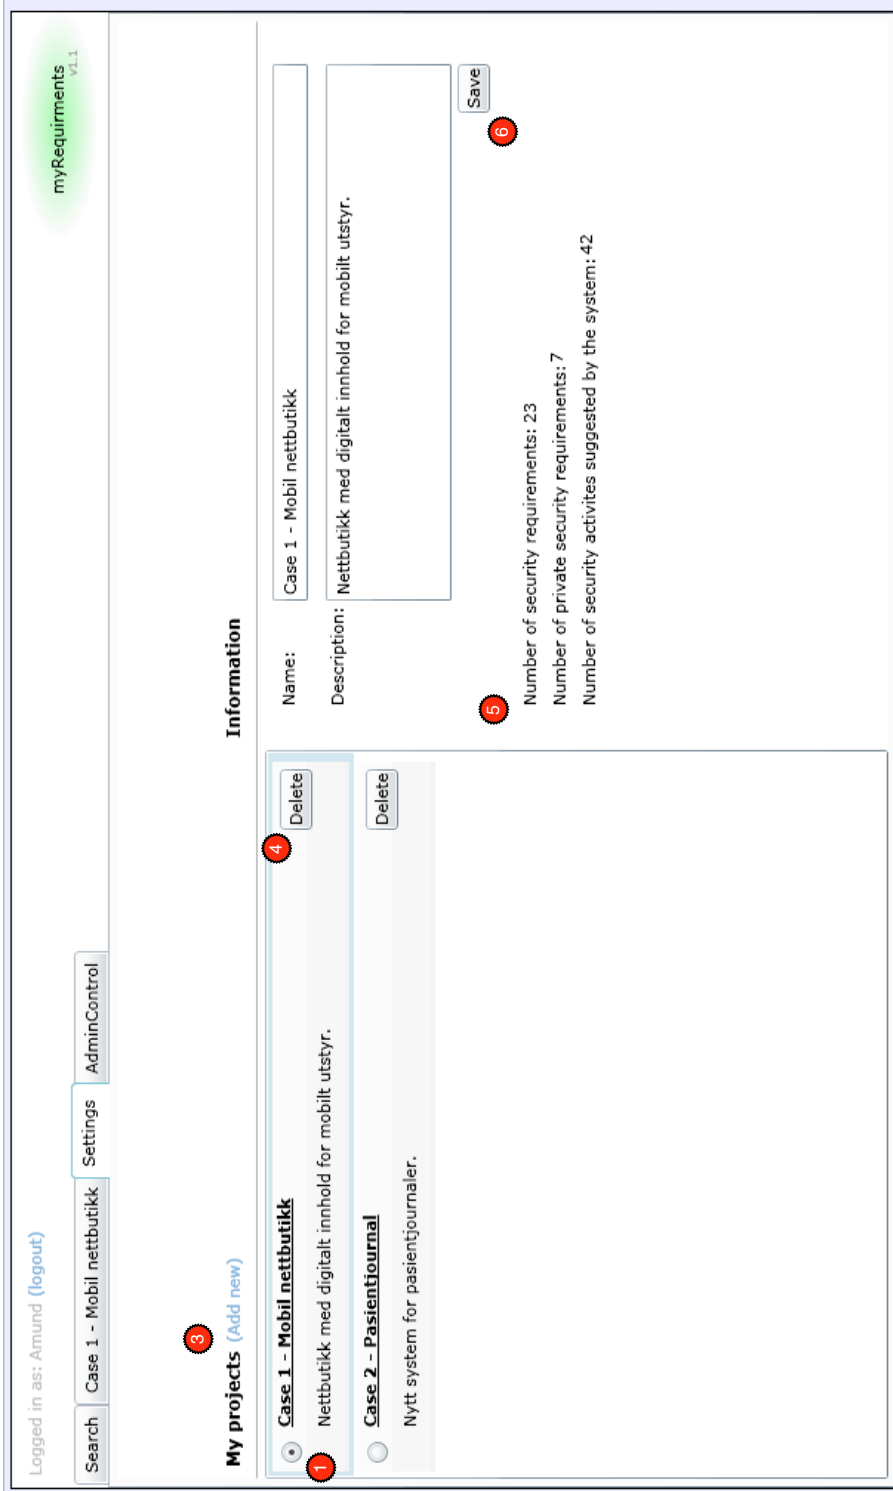 Logged in as: Amund (logout)
myRequirments
v1.1
Search
Case 1 - Mobil nettbutikk
Settings
AdminControl
3
My projects (Add new)
Information
1
Case 1 - Mobil nettbutikk
4
Delete
Nettbutikk med digitalt innhold for mobilt utstyr.
Case 2 - Pasientjournal
Delete
Nytt system for pasientjournaler.
Name:
Case 1 - Mobil nettbutikk
Description:
Nettbutikk med digitalt innhold for mobilt utstyr.
6
Save
5
Number of security requirements: 23
Number of private security requirements: 7
Number of security activites suggested by the system: 42